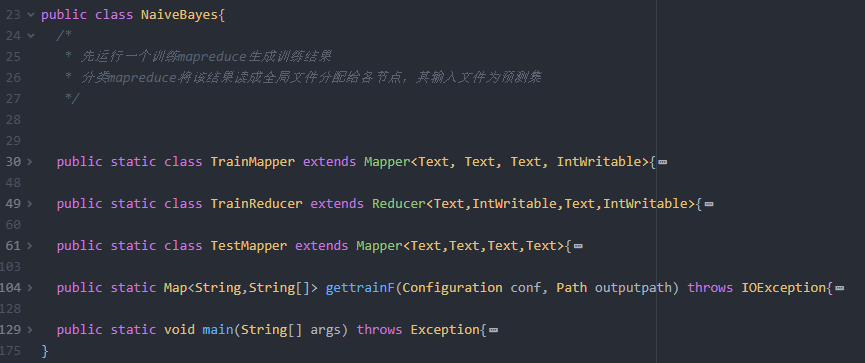 23 public class NaiveBayes{
24 /*
25 * 先运行一个训练mapreduce生成训练结果
26 * 分类mapreduce将该结果读成全局文件分配给各节点，其输入文件为预测集
27 */
28
29
30 public static class TrainMapper extends Mapper<Text, Text, Text, IntWritable>{
48
49 public static class TrainReducer extends Reducer<Text,IntWritable,Text,IntWritable>{
60
61 public static class TestMapper extends Mapper<Text,Text,Text,Text>{
103
104 public static Map<String,String[]> gettrainF(Configuration conf, Path outputpath) throws IOException{
128
129 public static void main(String[] args) throws Exception{
175 }